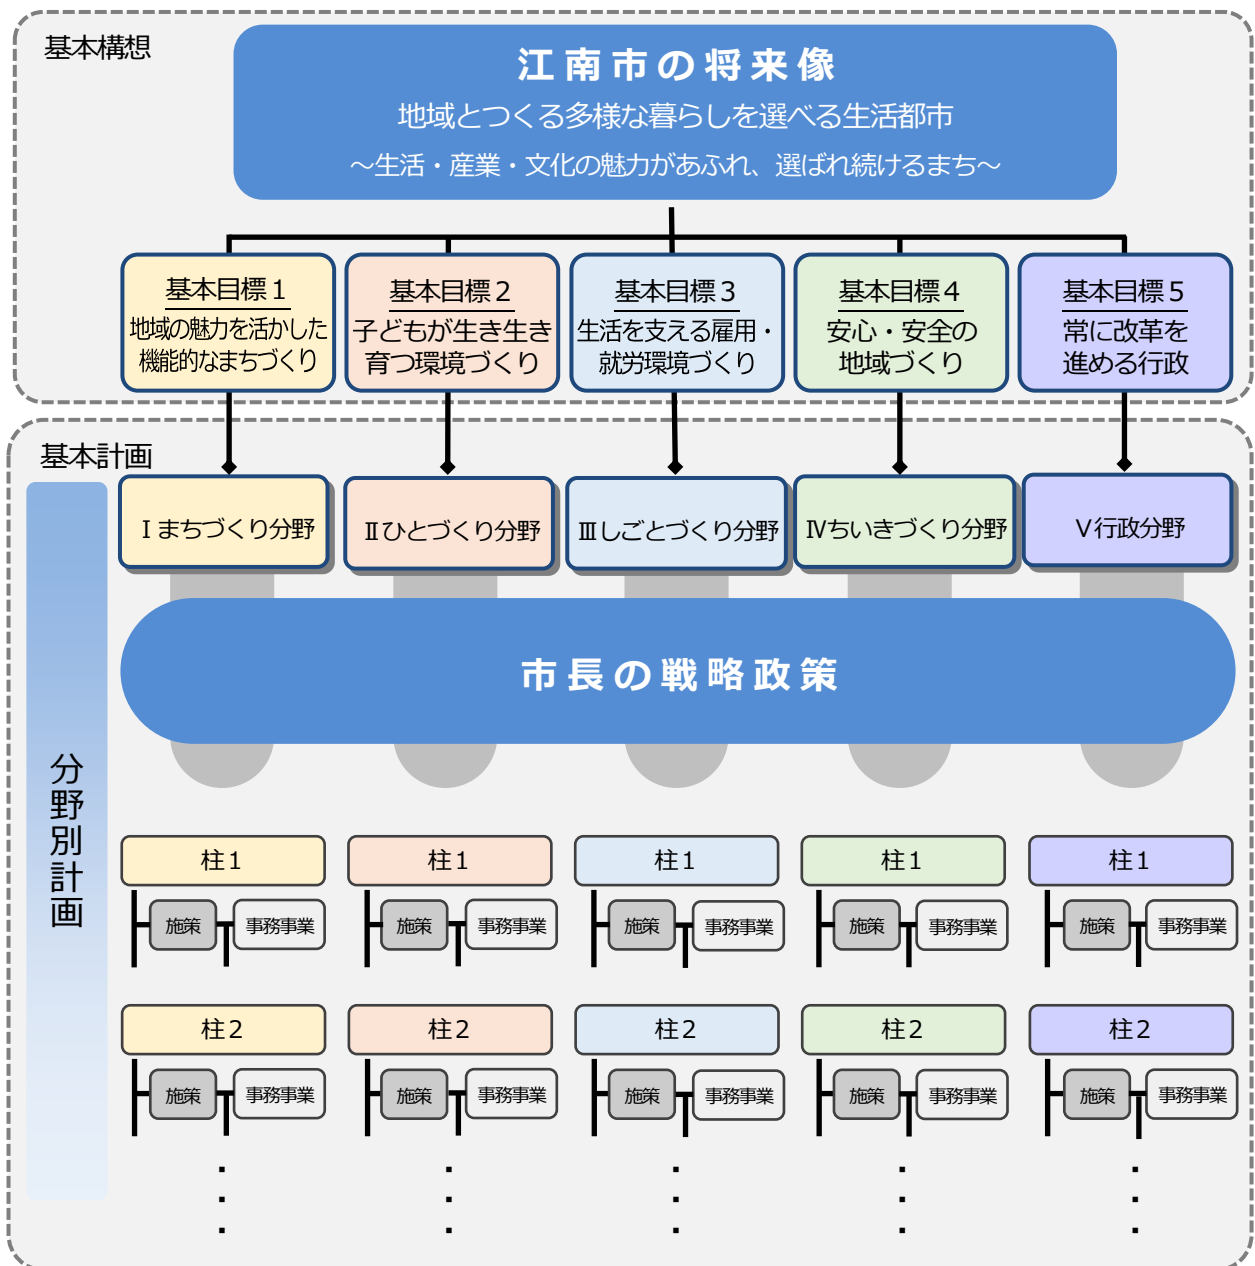 基本構想
江南市の将来像
地域とつくる多様な暮らしを選べる生活都市
～生活・産業・文化の魅力があふれ、選ばれ続けるまち～
基本目標１
地域の魅力を活かした
機能的なまちづくり
基本目標２
子どもが生き生き
育つ環境づくり
基本目標３
生活を支える雇用・
就労環境づくり
基本目標４
安心・安全の
地域づくり
基本目標５
常に改革を
進める行政
基本計画
分野別計画
Ⅰまちづくり分野
Ⅱひとづくり分野
Ⅲしごとづくり分野
Ⅳちいきづくり分野
Ⅴ行政分野
市長の戦略政策
柱１
柱１
柱１
柱１
柱１
施策
事務事業
施策
事務事業
施策
事務事業
施策
事務事業
施策
事務事業
柱２
柱２
柱２
柱２
柱２
施策
事務事業
施策
事務事業
施策
事務事業
施策
事務事業
施策
事務事業